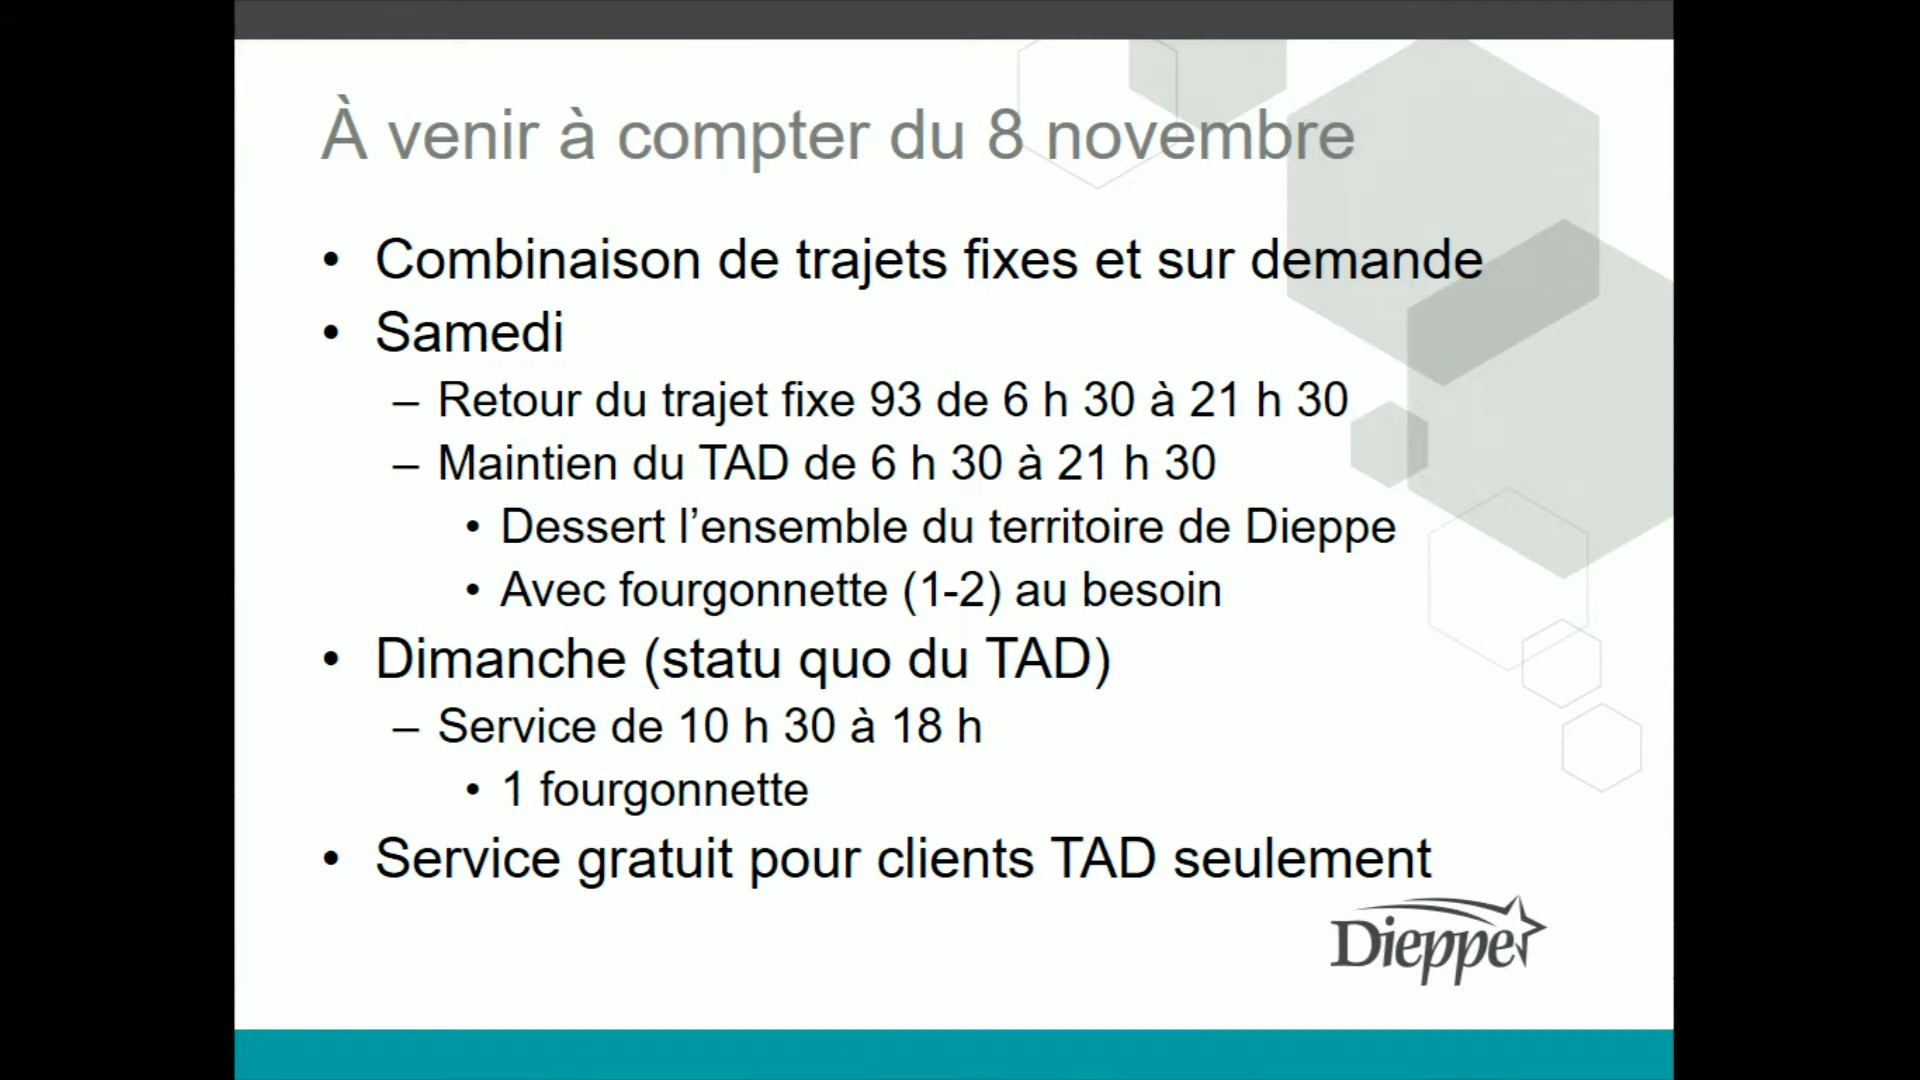 À venir à compter du 8 novembre
• Combinaison de trajets fixes et sur demande
• Samedi
– Retour du trajet fixe 93 de 6 h 30 à 21 h 30
– Maintien du TAD de 6 h 30 à 21 h 30
• Dessert l’ensemble du territoire de Dieppe
• Avec fourgonnette (1-2) au besoin
• Dimanche (statu quo du TAD)
– Service de 10 h 30 à 18 h
• 1 fourgonnette
• Service gratuit pour clients TAD seulement
Dieppe